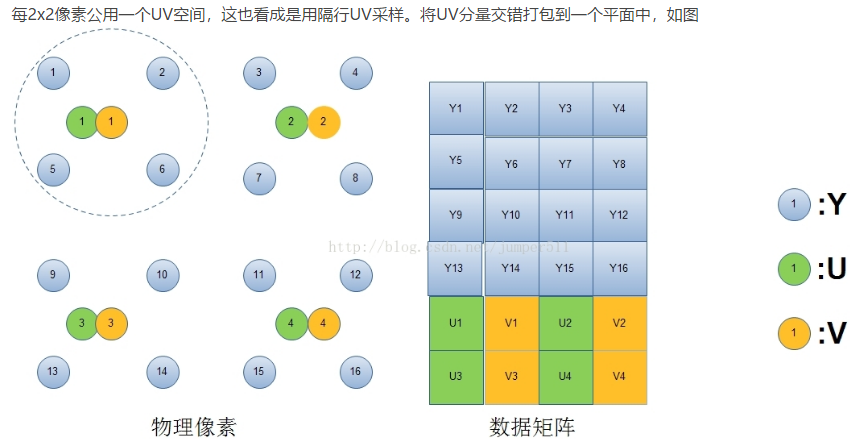 每2x2像素公用一个UV空间，这也看成是用隔行UV采样。将UV分量交错打包到一个平面中，如图
1 2 3 4
1 1 2 2
5 6 7 8
9 10 11 12
3 3 4 4
13 14 15 16
物理像素
Y1 Y2 Y3 Y4
Y5 Y6 Y7 Y8
Y9 Y10 Y11 Y12
Y13 Y14 Y15 Y16
U1 V1 U2 V2
U3 V3 U4 V4
数据矩阵
1 :Y
1 :U
1 :V
http://blog.csdn.net/jumper511